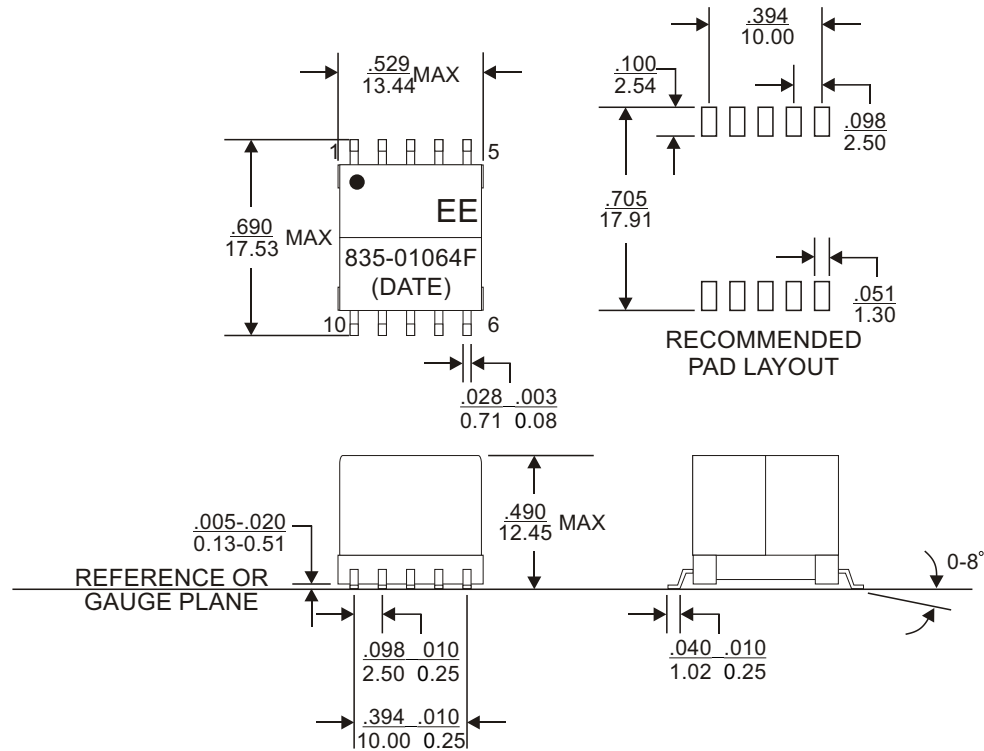 .529
13.44 MAX
.394
10.00
.100
2.54
.098
2.50
1
5
EE
.690
17.53 MAX
.705
17.91
835-01064F
(DATE)
10
6
.051
1.30
RECOMMENDED
PAD LAYOUT
.028 .003
0.71 0.08
.490
12.45 MAX
.005-.020
0.13-0.51
0-8°
REFERENCE OR
GAUGE PLANE
.098 .010
2.50 0.25
.040 .010
1.02 0.25
.394 .010
10.00 0.25